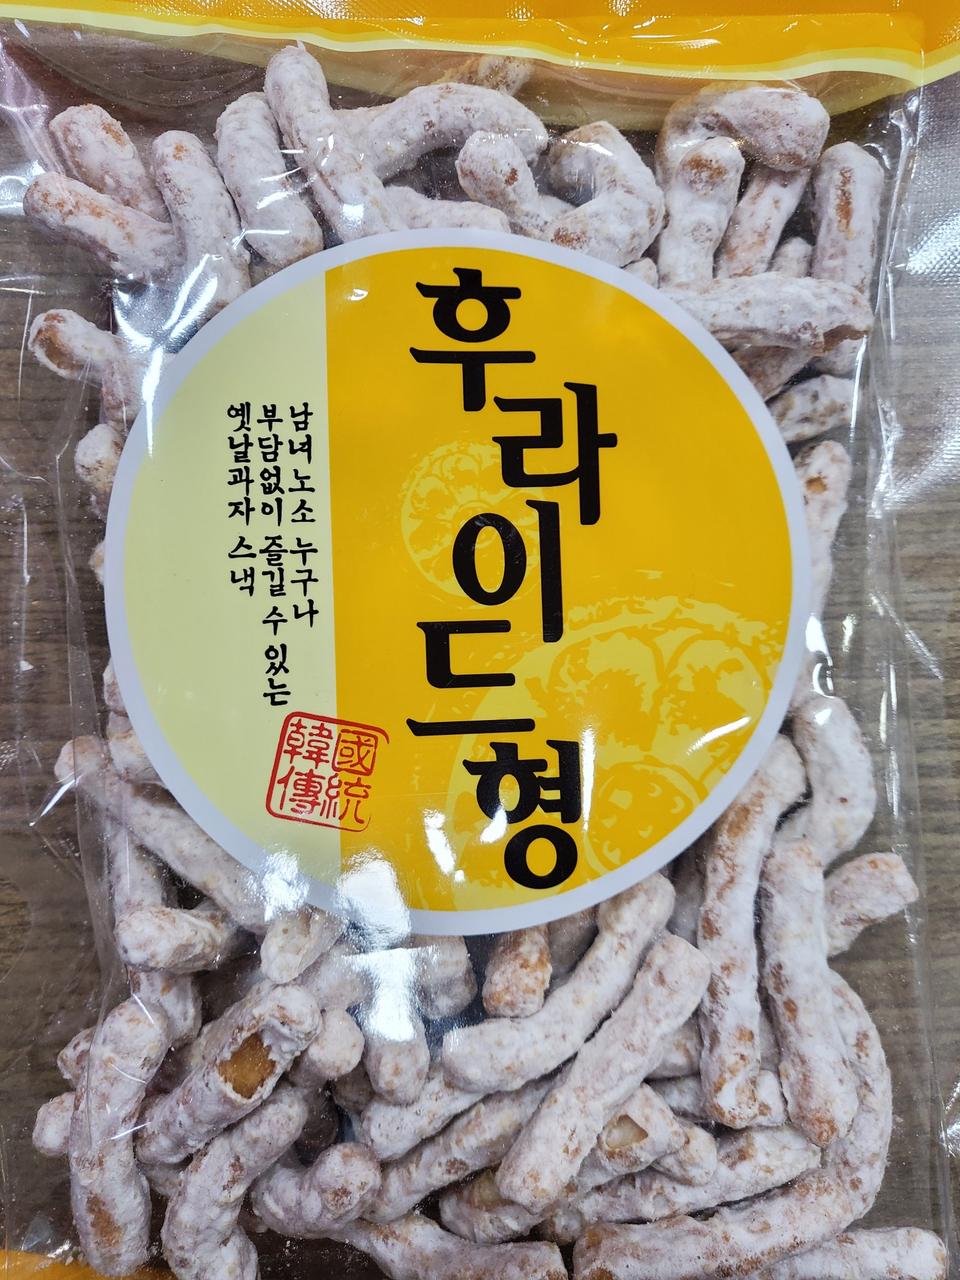 후라이드형
남녀노소 누구나
부담없이 즐길 수 있는
옛날과자 스낵
韓國
傳統